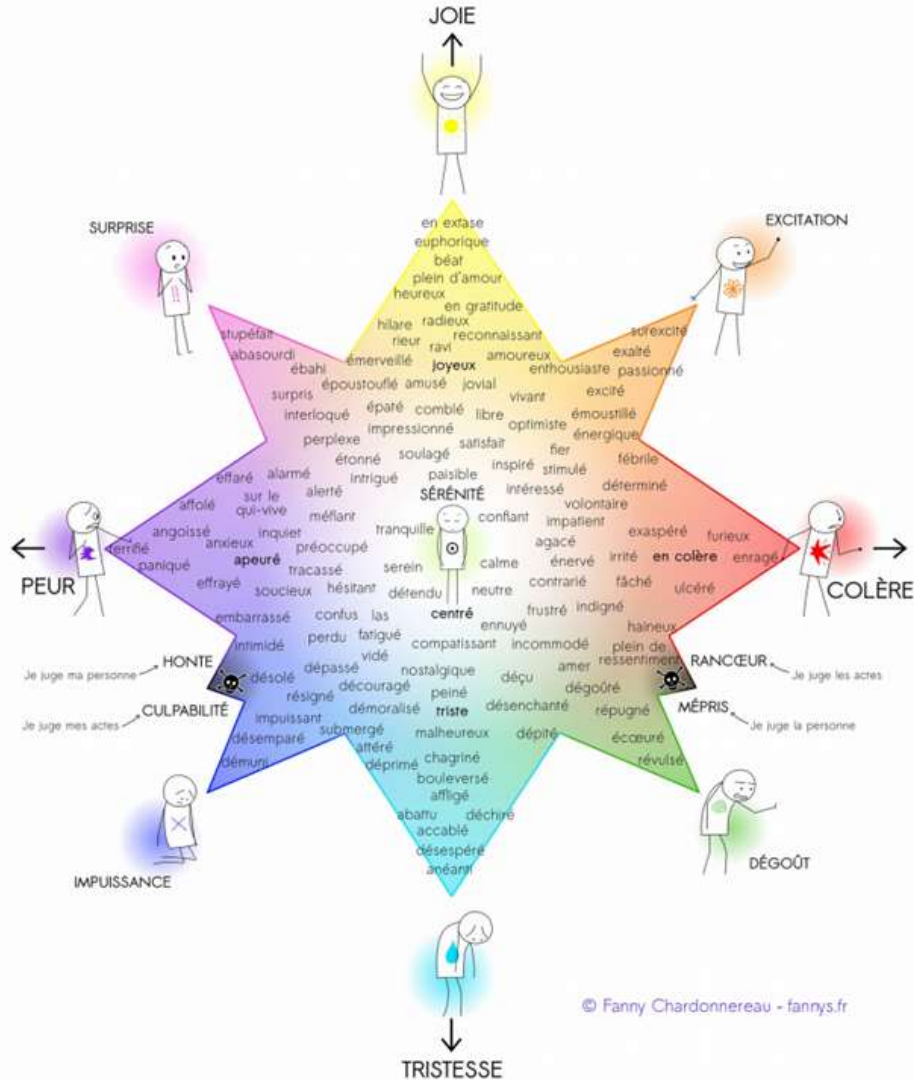 JOIE
SURPRISE
EXCITATION
en extase
euphorique
béat
plein d'amour
heureux
en gratitude
hilare radieux
rieur ravi reconnaissant
stupéfait
abasourdi
ébahi
émerveillé
joyeux
amoureux
surexcité
exalté
enthousiaste passionné
époustouflé amusé jovial
surpris
vivant
excité
interloqué
épaté comblé libre
émoustillé
impressionné
optimiste
énergique
perplexe
satisfait
fier
étonné
soulagé
fébrile
effaré alarmé
intrigué
paisible
inspiré stimulé
SÉRÉNITÉ
intéressé
déterminé
affolé
sur le
qui-vive
alerté
volontaire
méfiant
tranquille
confiant
impatient
angoissé
anxieux
inquiet
agacé
exaspéré
furieux
terrifié
paniqué
apeuré
préoccupé
énervé irrité en colère enragé
tracassé
serein
calme
PEUR
COLÈRE
effrayé
soucieux hésitant
détendu
neutre
contrarié
fâché
ulcéré
embarrassé
confus las
centré
frustré indigné
ennuyé
haineux
intimidé
perdu fatigué
compatissant incommodé
plein de
ressentiment
HONTE
Je juge ma personne
vidé
RANCŒUR
Je juge les actes
désolé dépassé
nostalgique
déçu
amer
résigné
découragé
peiné
dégoûté
CULPABILITÉ
Je juge mes actes
impuissant
démoralisé
triste
désenchanté
répugné
MÉPRIS
Je juge la personne
désemparé
submergé
malheureux
dépité
écœuré
démuni
atterré
déprimé
chagriné
révulsé
bouleversé
affligé
abattu
déchiré
accablé
désespéré
anéanti
IMPUISSANCE
DÉGOÛT
© Fanny Chardonnereau - fannys.fr
TRISTESSE